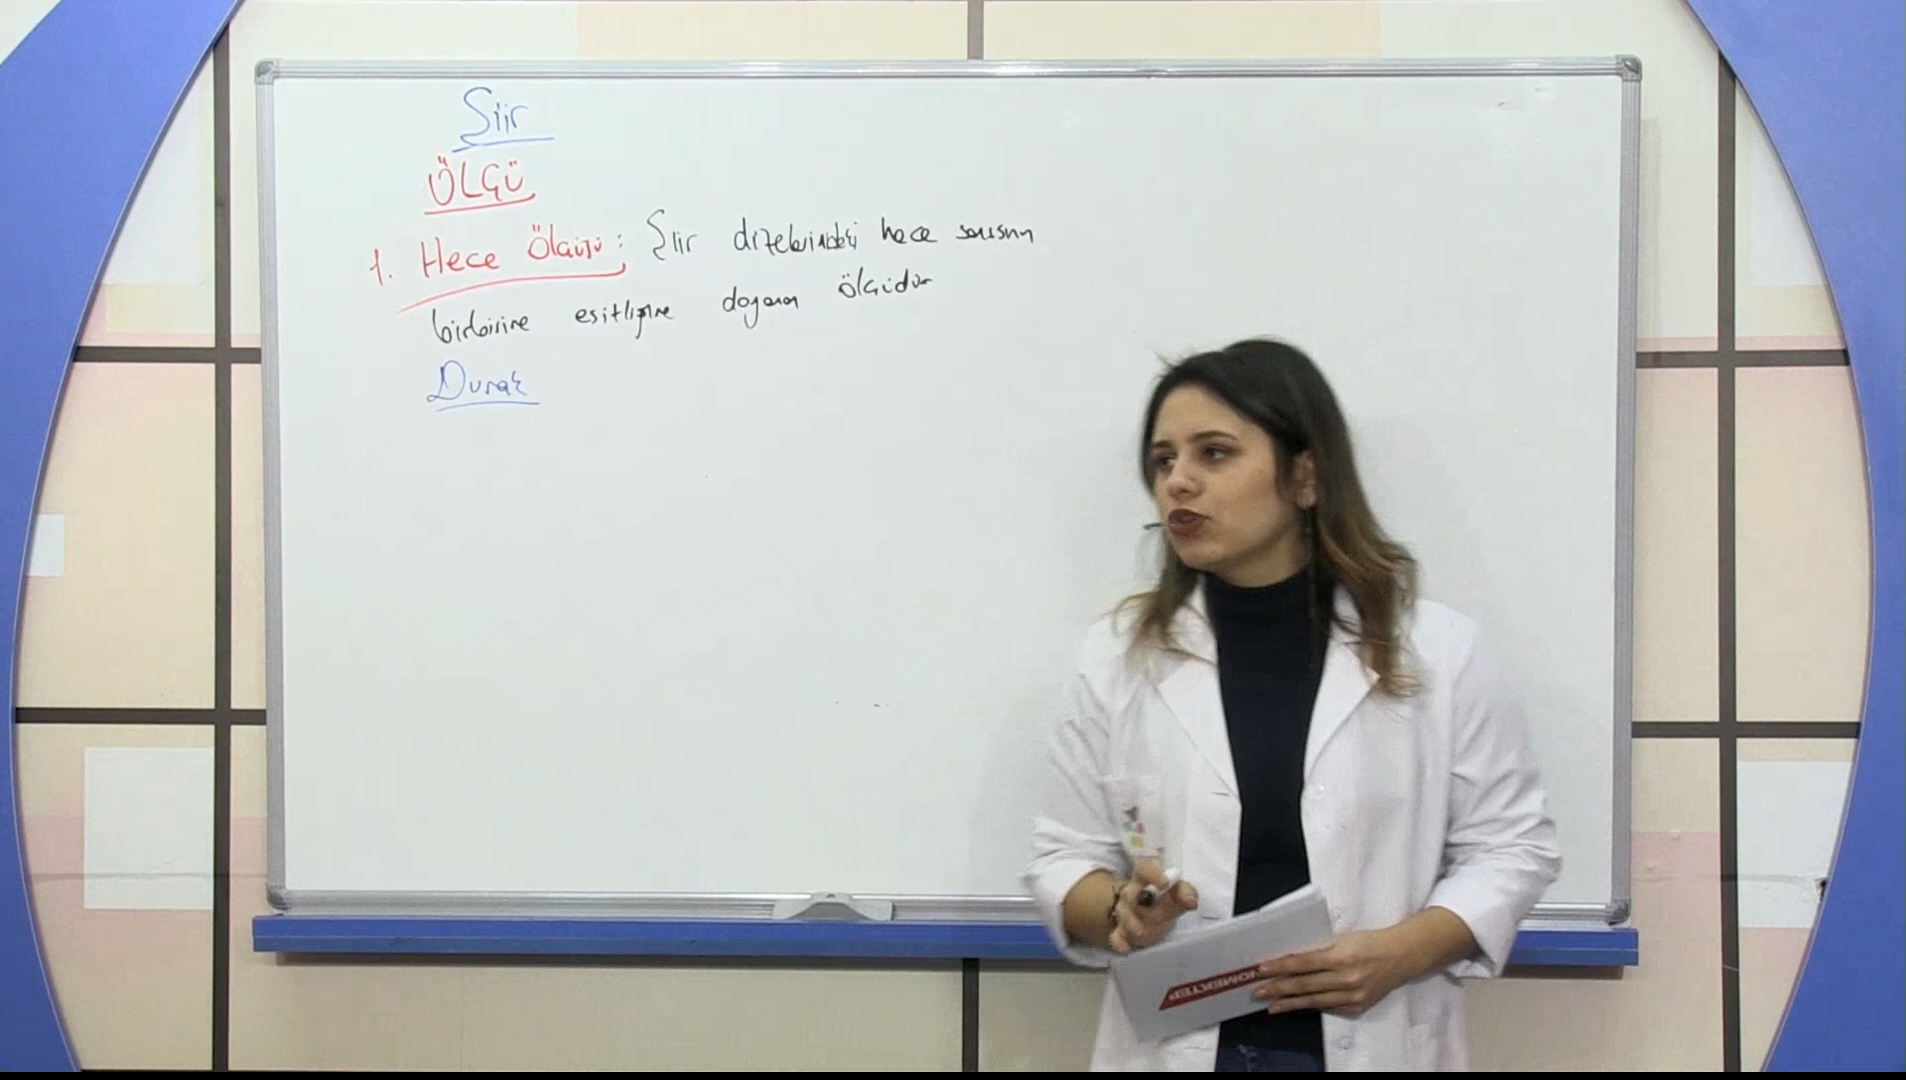 Şiir
ÖLÇÜ
1. Hece Ölçüsü : Şiir dizelerindeki hece sayısının
birbirine eşitliğine dayanan ölçüdür
Durak